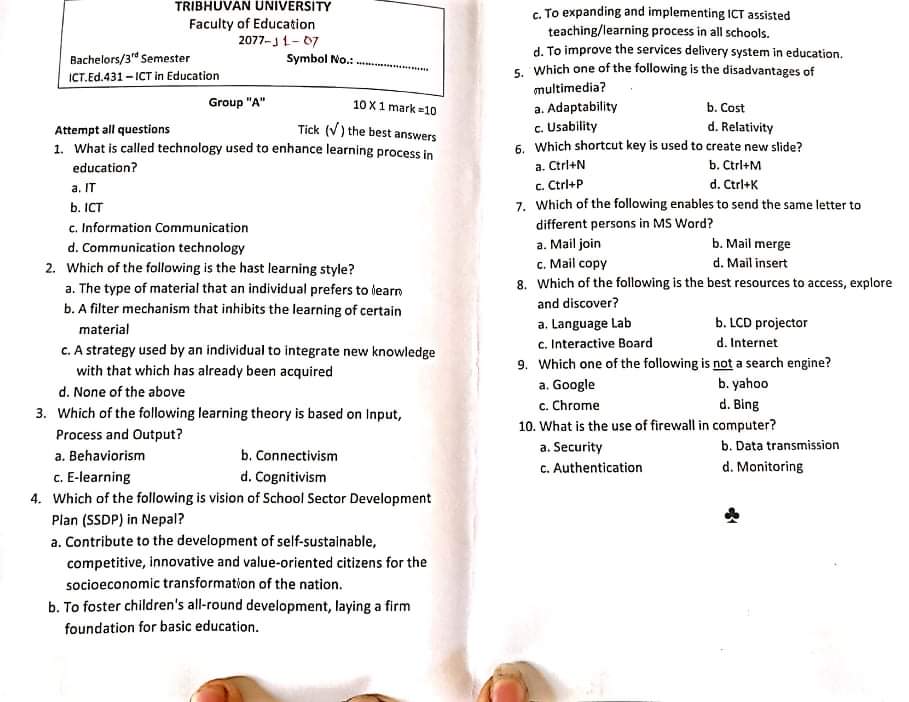 TRIBHUVAN UNIVERSITY
Faculty of Education
2077-11-07
Bachelors/3rd Semester Symbol No.: ........................
ICT.Ed.431 – ICT in Education
Group "A" 10 X 1 mark =10
Attempt all questions Tick (√) the best answers
1. What is called technology used to enhance learning process in
education?
a. IT
b. ICT
c. Information Communication
d. Communication technology
2. Which of the following is the hast learning style?
a. The type of material that an individual prefers to learn
b. A filter mechanism that inhibits the learning of certain
material
c. A strategy used by an individual to integrate new knowledge
with that which has already been acquired
d. None of the above
3. Which of the following learning theory is based on Input,
Process and Output?
a. Behaviorism b. Connectivism
c. E-learning d. Cognitivism
4. Which of the following is vision of School Sector Development
Plan (SSDP) in Nepal?
a. Contribute to the development of self-sustainable,
competitive, innovative and value-oriented citizens for the
socioeconomic transformation of the nation.
b. To foster children's all-round development, laying a firm
foundation for basic education.
c. To expanding and implementing ICT assisted
teaching/learning process in all schools.
d. To improve the services delivery system in education.
5. Which one of the following is the disadvantages of
multimedia?
a. Adaptability b. Cost
c. Usability d. Relativity
6. Which shortcut key is used to create new slide?
a. Ctrl+N b. Ctrl+M
c. Ctrl+P d. Ctrl+K
7. Which of the following enables to send the same letter to
different persons in MS Word?
a. Mail join b. Mail merge
c. Mail copy d. Mail insert
8. Which of the following is the best resources to access, explore
and discover?
a. Language Lab b. LCD projector
c. Interactive Board d. Internet
9. Which one of the following is not a search engine?
a. Google b. yahoo
c. Chrome d. Bing
10. What is the use of firewall in computer?
a. Security b. Data transmission
c. Authentication d. Monitoring